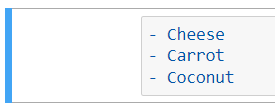 - Cheese
- Carrot
- Coconut